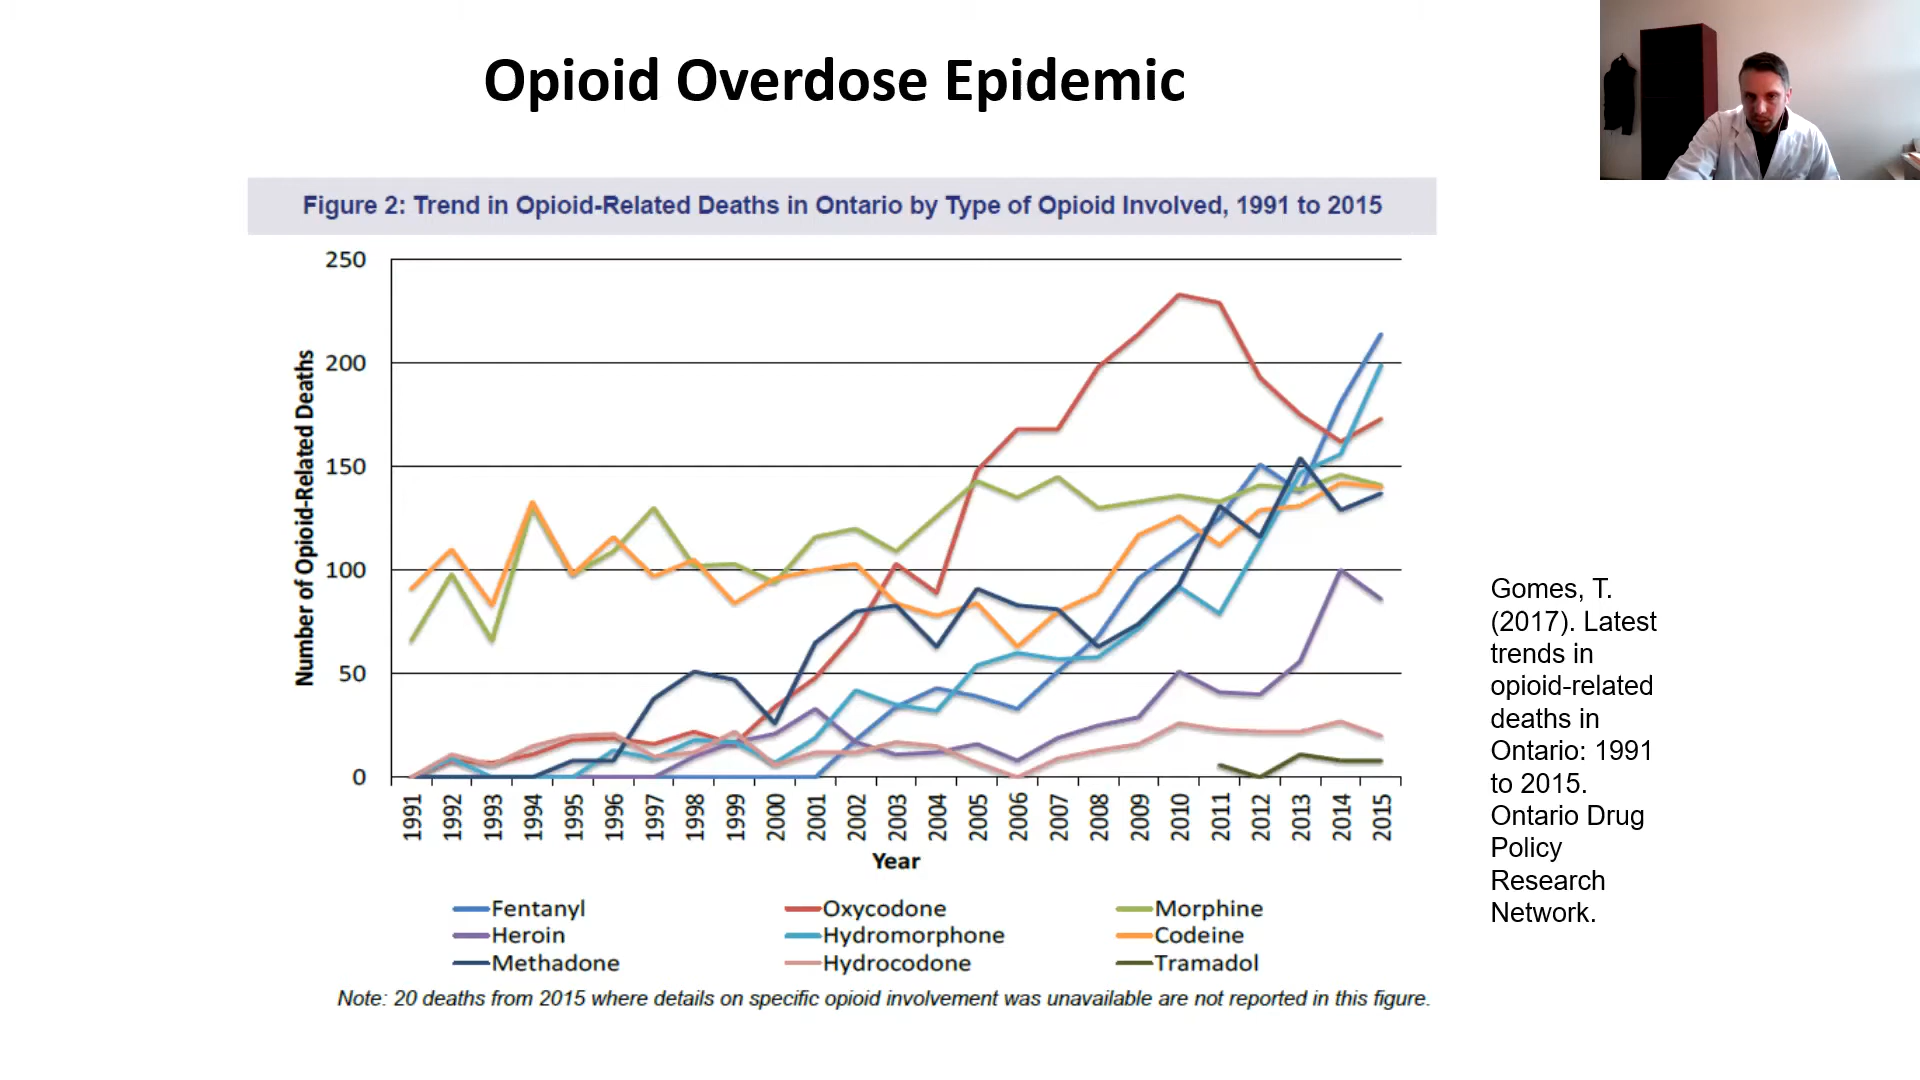 Opioid Overdose Epidemic
Figure 2: Trend in Opioid-Related Deaths in Ontario by Type of Opioid Involved, 1991 to 2015
Number of Opioid-Related Deaths
250
200
150
100
50
0
1991 1992 1993 1994 1995 1996 1997 1998 1999 2000 2001 2002 2003 2004 2005 2006 2007 2008 2009 2010 2011 2012 2013 2014 2015
Year
Fentanyl Oxycodone Morphine
Heroin Hydromorphone Codeine
Methadone Hydrocodone Tramadol
Note: 20 deaths from 2015 where details on specific opioid involvement was unavailable are not reported in this figure.
Gomes, T.
(2017). Latest
trends in
opioid-related
deaths in
Ontario: 1991
to 2015.
Ontario Drug
Policy
Research
Network.